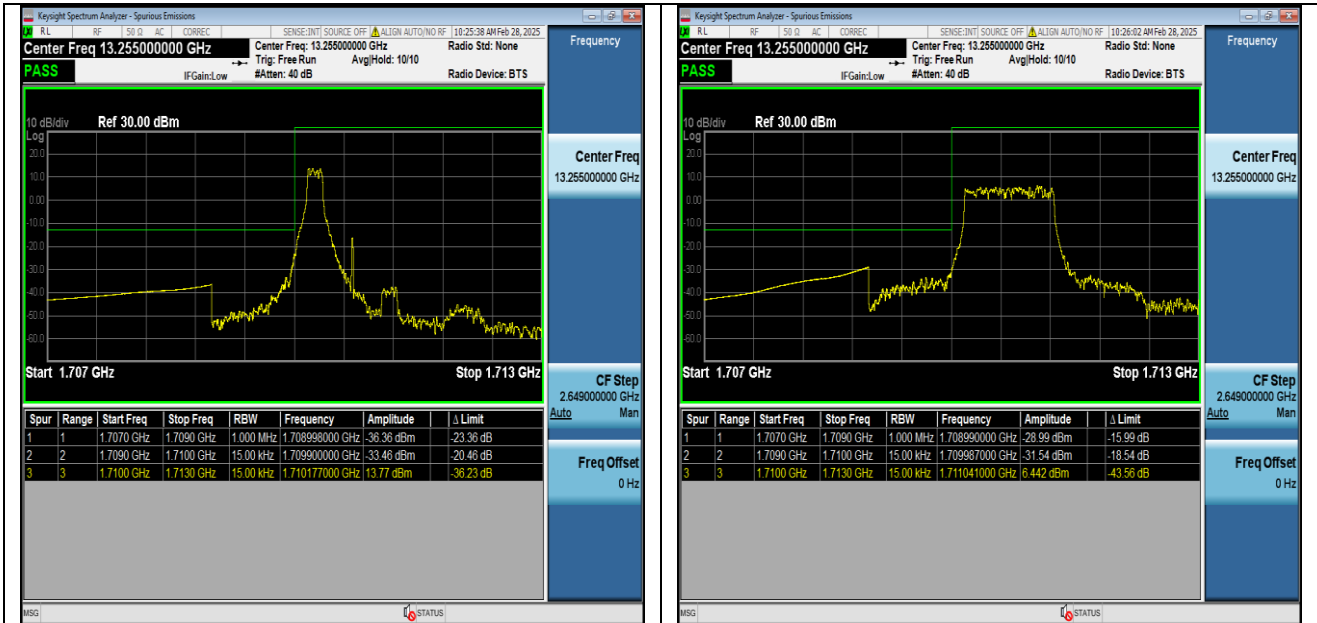 Keysight Spectrum Analyzer - Spurious Emissions
RL RF 50 Ω AC CORREC SENSE:INT SOURCE OFF ALIGN AUTO/NO RF 10:25:38 AM Feb 28, 2025
Center Freq 13.255000000 GHz
Center Freq: 13.255000000 GHz Radio Std: None
Trig: Free Run Avg|Hold: 10/10
PASS IFGain:Low #Atten: 40 dB Radio Device: BTS
Frequency
10 dB/div Ref 30.00 dBm
Log
20.0
10.0
0.00
-10.0
-20.0
-30.0
-40.0
-50.0
-60.0
Start 1.707 GHz Stop 1.713 GHz
Spur Range Start Freq Stop Freq RBW Frequency Amplitude Δ Limit
1 1 1.7070 GHz 1.7090 GHz 1.000 MHz 1.708998000 GHz -36.36 dBm -23.36 dB
2 2 1.7090 GHz 1.7100 GHz 15.00 kHz 1.709900000 GHz -33.46 dBm -20.46 dB
3 3 1.7100 GHz 1.7130 GHz 15.00 kHz 1.710177000 GHz 13.77 dBm -36.23 dB
Center Freq
13.255000000 GHz
CF Step
2.649000000 GHz
Auto Man
Freq Offset
0 Hz
MSG STATUS
Keysight Spectrum Analyzer - Spurious Emissions
RL RF 50 Ω AC CORREC SENSE:INT SOURCE OFF ALIGN AUTO/NO RF 10:26:02 AM Feb 28, 2025
Center Freq 13.255000000 GHz
Center Freq: 13.255000000 GHz Radio Std: None
Trig: Free Run Avg|Hold: 10/10
PASS IFGain:Low #Atten: 40 dB Radio Device: BTS
Frequency
10 dB/div Ref 30.00 dBm
Log
20.0
10.0
0.00
-10.0
-20.0
-30.0
-40.0
-50.0
-60.0
Start 1.707 GHz Stop 1.713 GHz
Spur Range Start Freq Stop Freq RBW Frequency Amplitude Δ Limit
1 1 1.7070 GHz 1.7090 GHz 1.000 MHz 1.708990000 GHz -28.99 dBm -15.99 dB
2 2 1.7090 GHz 1.7100 GHz 15.00 kHz 1.709987000 GHz -31.54 dBm -18.54 dB
3 3 1.7100 GHz 1.7130 GHz 15.00 kHz 1.711041000 GHz 6.442 dBm -43.56 dB
Center Freq
13.255000000 GHz
CF Step
2.649000000 GHz
Auto Man
Freq Offset
0 Hz
MSG STATUS